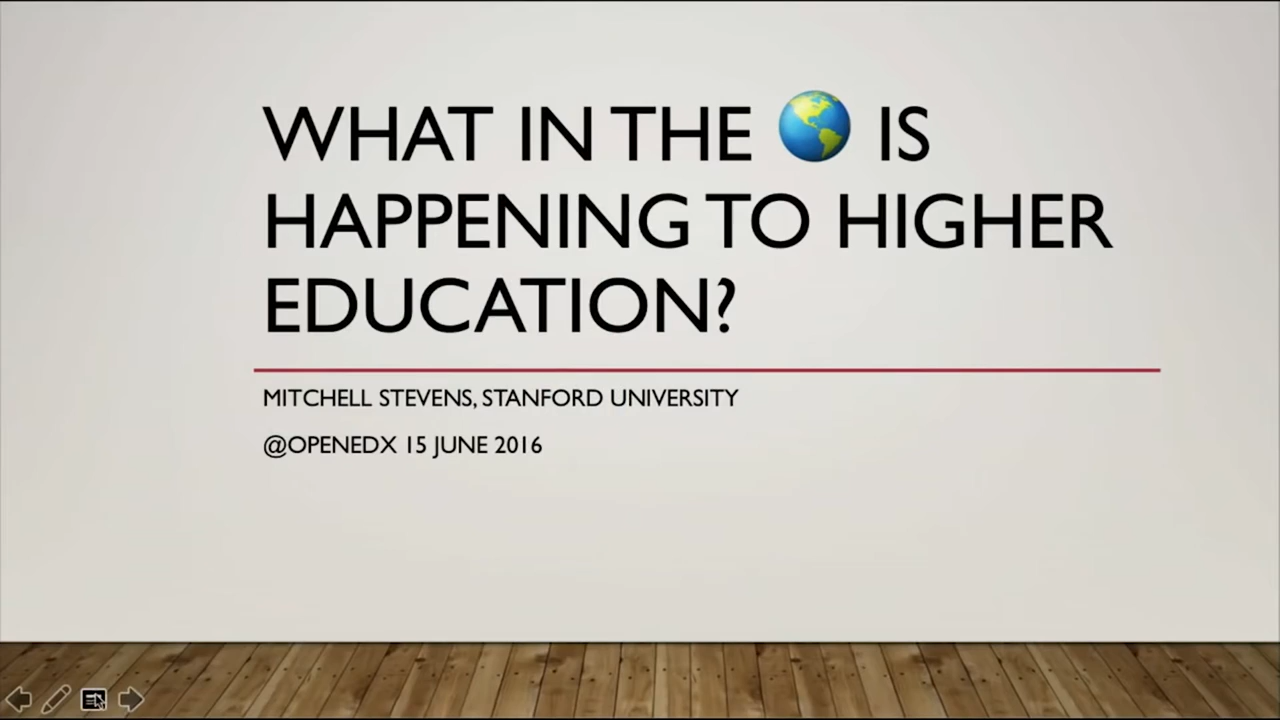 WHAT IN THE 🌎 IS
HAPPENING TO HIGHER
EDUCATION?
MITCHELL STEVENS, STANFORD UNIVERSITY
@OPENEDX 15 JUNE 2016